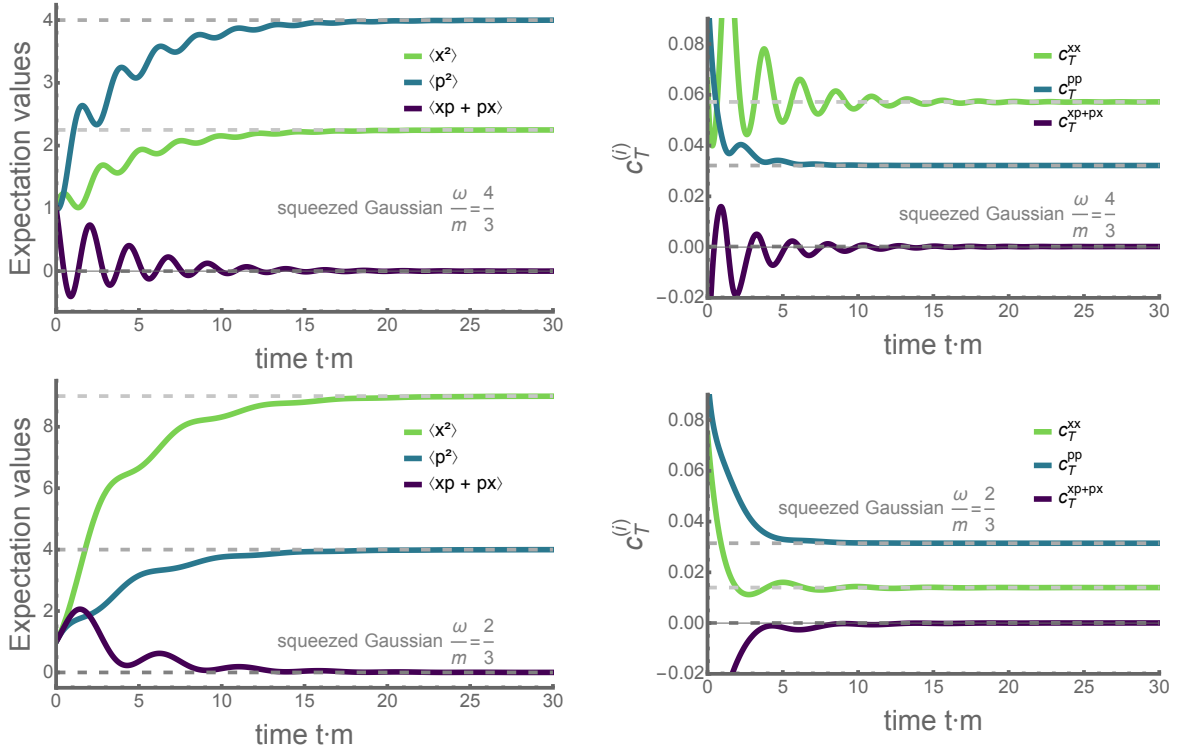 Expectation values
4
3
2
1
0
⟨x²⟩
⟨p²⟩
⟨xp + px⟩
squeezed Gaussian ω/m = 4/3
0 5 10 15 20 25 30
time t·m
c_T^(i)
0.08
0.06
0.04
0.02
0.00
−0.02
c_T^xx
c_T^pp
c_T^xp+px
squeezed Gaussian ω/m = 4/3
0 5 10 15 20 25 30
time t·m
Expectation values
8
6
4
2
0
⟨x²⟩
⟨p²⟩
⟨xp + px⟩
squeezed Gaussian ω/m = 2/3
0 5 10 15 20 25 30
time t·m
c_T^(i)
0.08
0.06
0.04
0.02
0.00
−0.02
c_T^xx
c_T^pp
c_T^xp+px
squeezed Gaussian ω/m = 2/3
0 5 10 15 20 25 30
time t·m